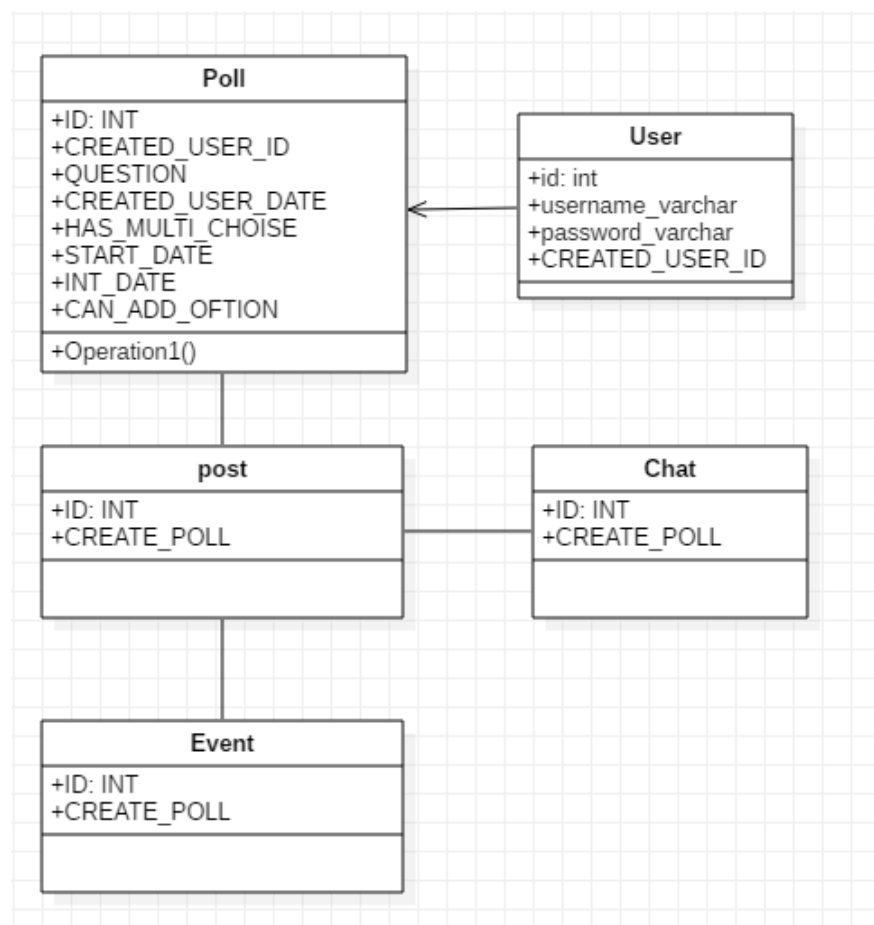 Poll
+ID: INT
+CREATED_USER_ID
+QUESTION
+CREATED_USER_DATE
+HAS_MULTI_CHOISE
+START_DATE
+INT_DATE
+CAN_ADD_OFTION
+Operation1()
User
+id: int
+username_varchar
+password_varchar
+CREATED_USER_ID
post
+ID: INT
+CREATE_POLL
Chat
+ID: INT
+CREATE_POLL
Event
+ID: INT
+CREATE_POLL